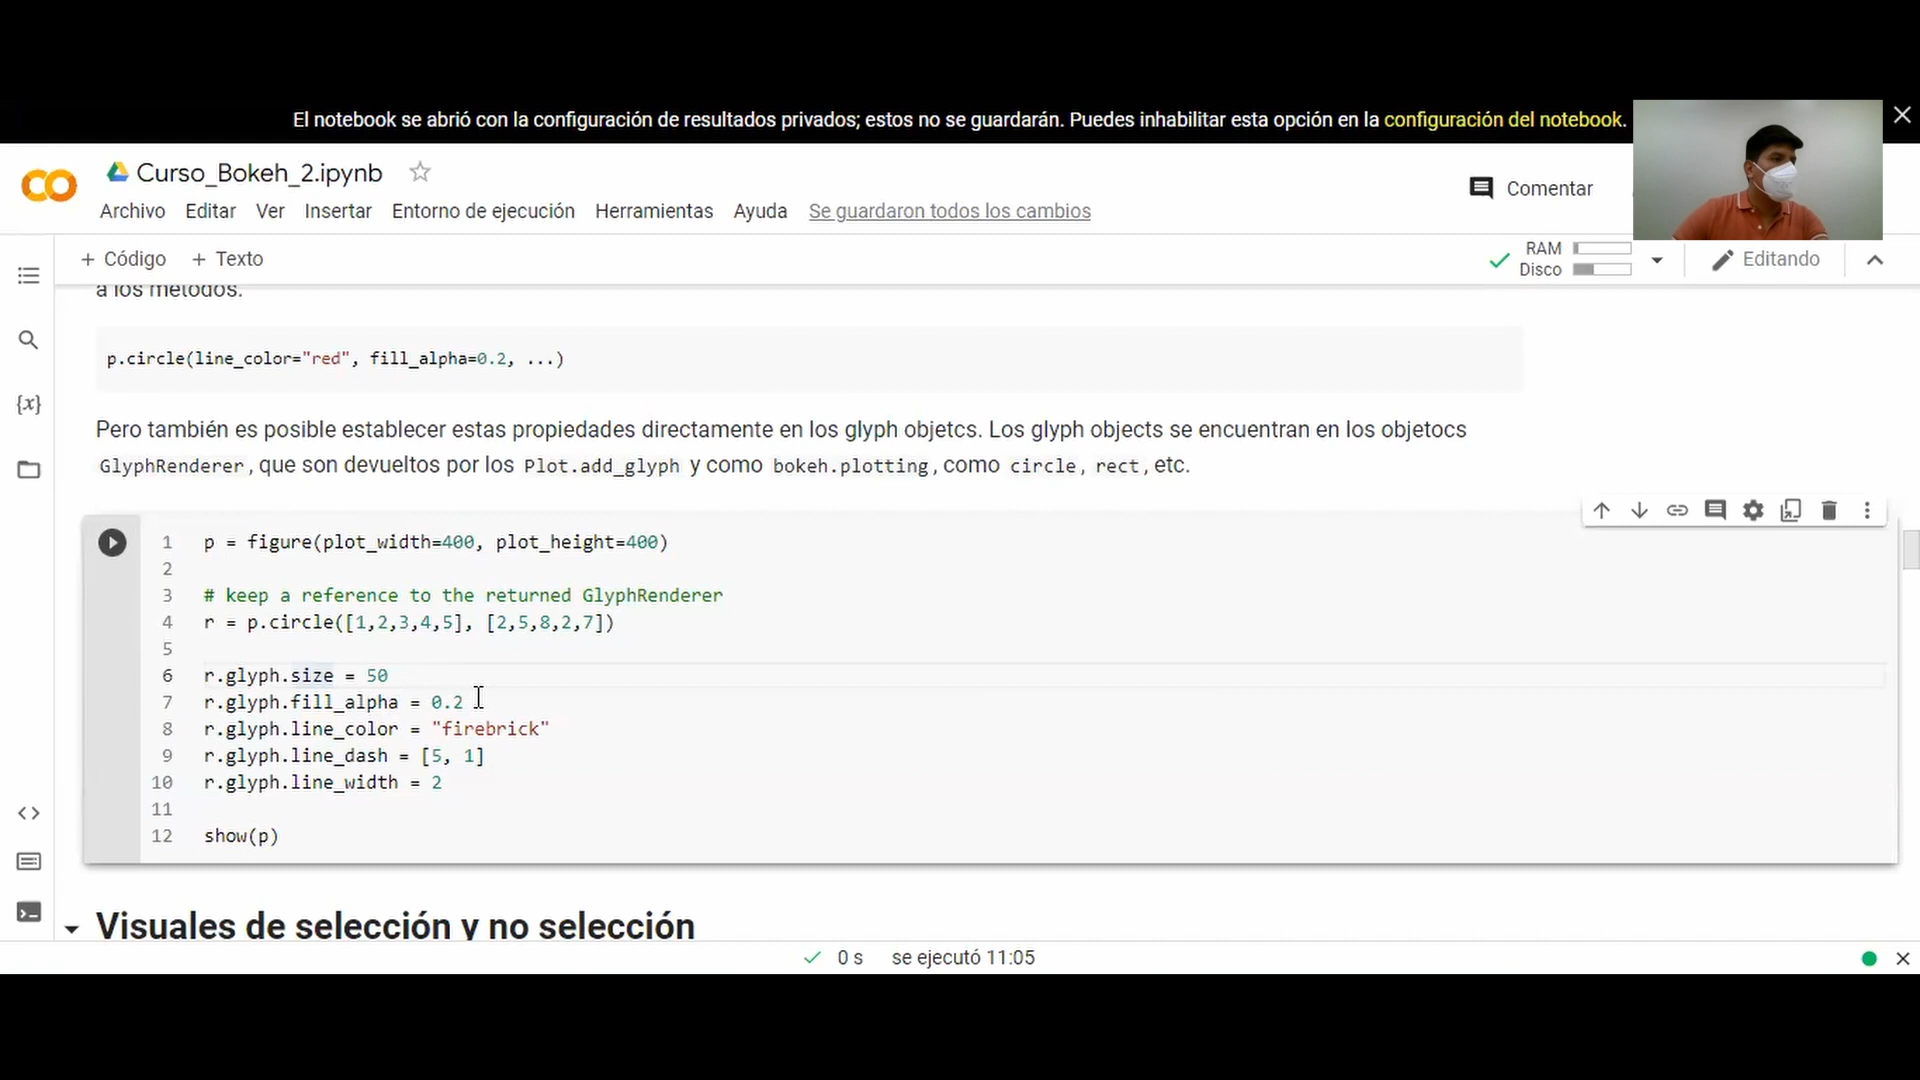 El notebook se abrió con la configuración de resultados privados; estos no se guardarán. Puedes inhabilitar esta opción en la configuración del notebook.
Curso_Bokeh_2.ipynb
Comentar
Archivo Editar Ver Insertar Entorno de ejecución Herramientas Ayuda Se guardaron todos los cambios
+ Código + Texto
RAM
Disco
Editando
a los métodos.
p.circle(line_color="red", fill_alpha=0.2, ...)
Pero también es posible establecer estas propiedades directamente en los glyph objetcs. Los glyph objects se encuentran en los objetocs
GlyphRenderer, que son devueltos por los Plot.add_glyph y como bokeh.plotting, como circle, rect, etc.
1 p = figure(plot_width=400, plot_height=400)
2
3 # keep a reference to the returned GlyphRenderer
4 r = p.circle([1,2,3,4,5], [2,5,8,2,7])
5
6 r.glyph.size = 50
7 r.glyph.fill_alpha = 0.2
8 r.glyph.line_color = "firebrick"
9 r.glyph.line_dash = [5, 1]
10 r.glyph.line_width = 2
11
12 show(p)
Visuales de selección y no selección
0 s se ejecutó 11:05